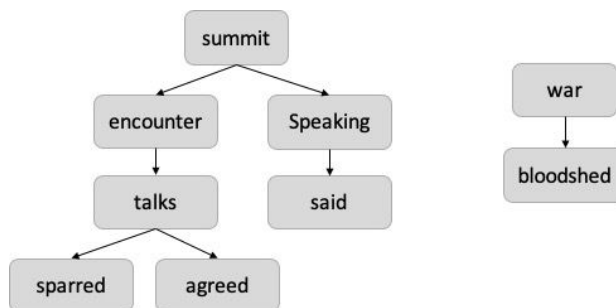 summit
encounter
Speaking
talks
said
sparred
agreed
war
bloodshed